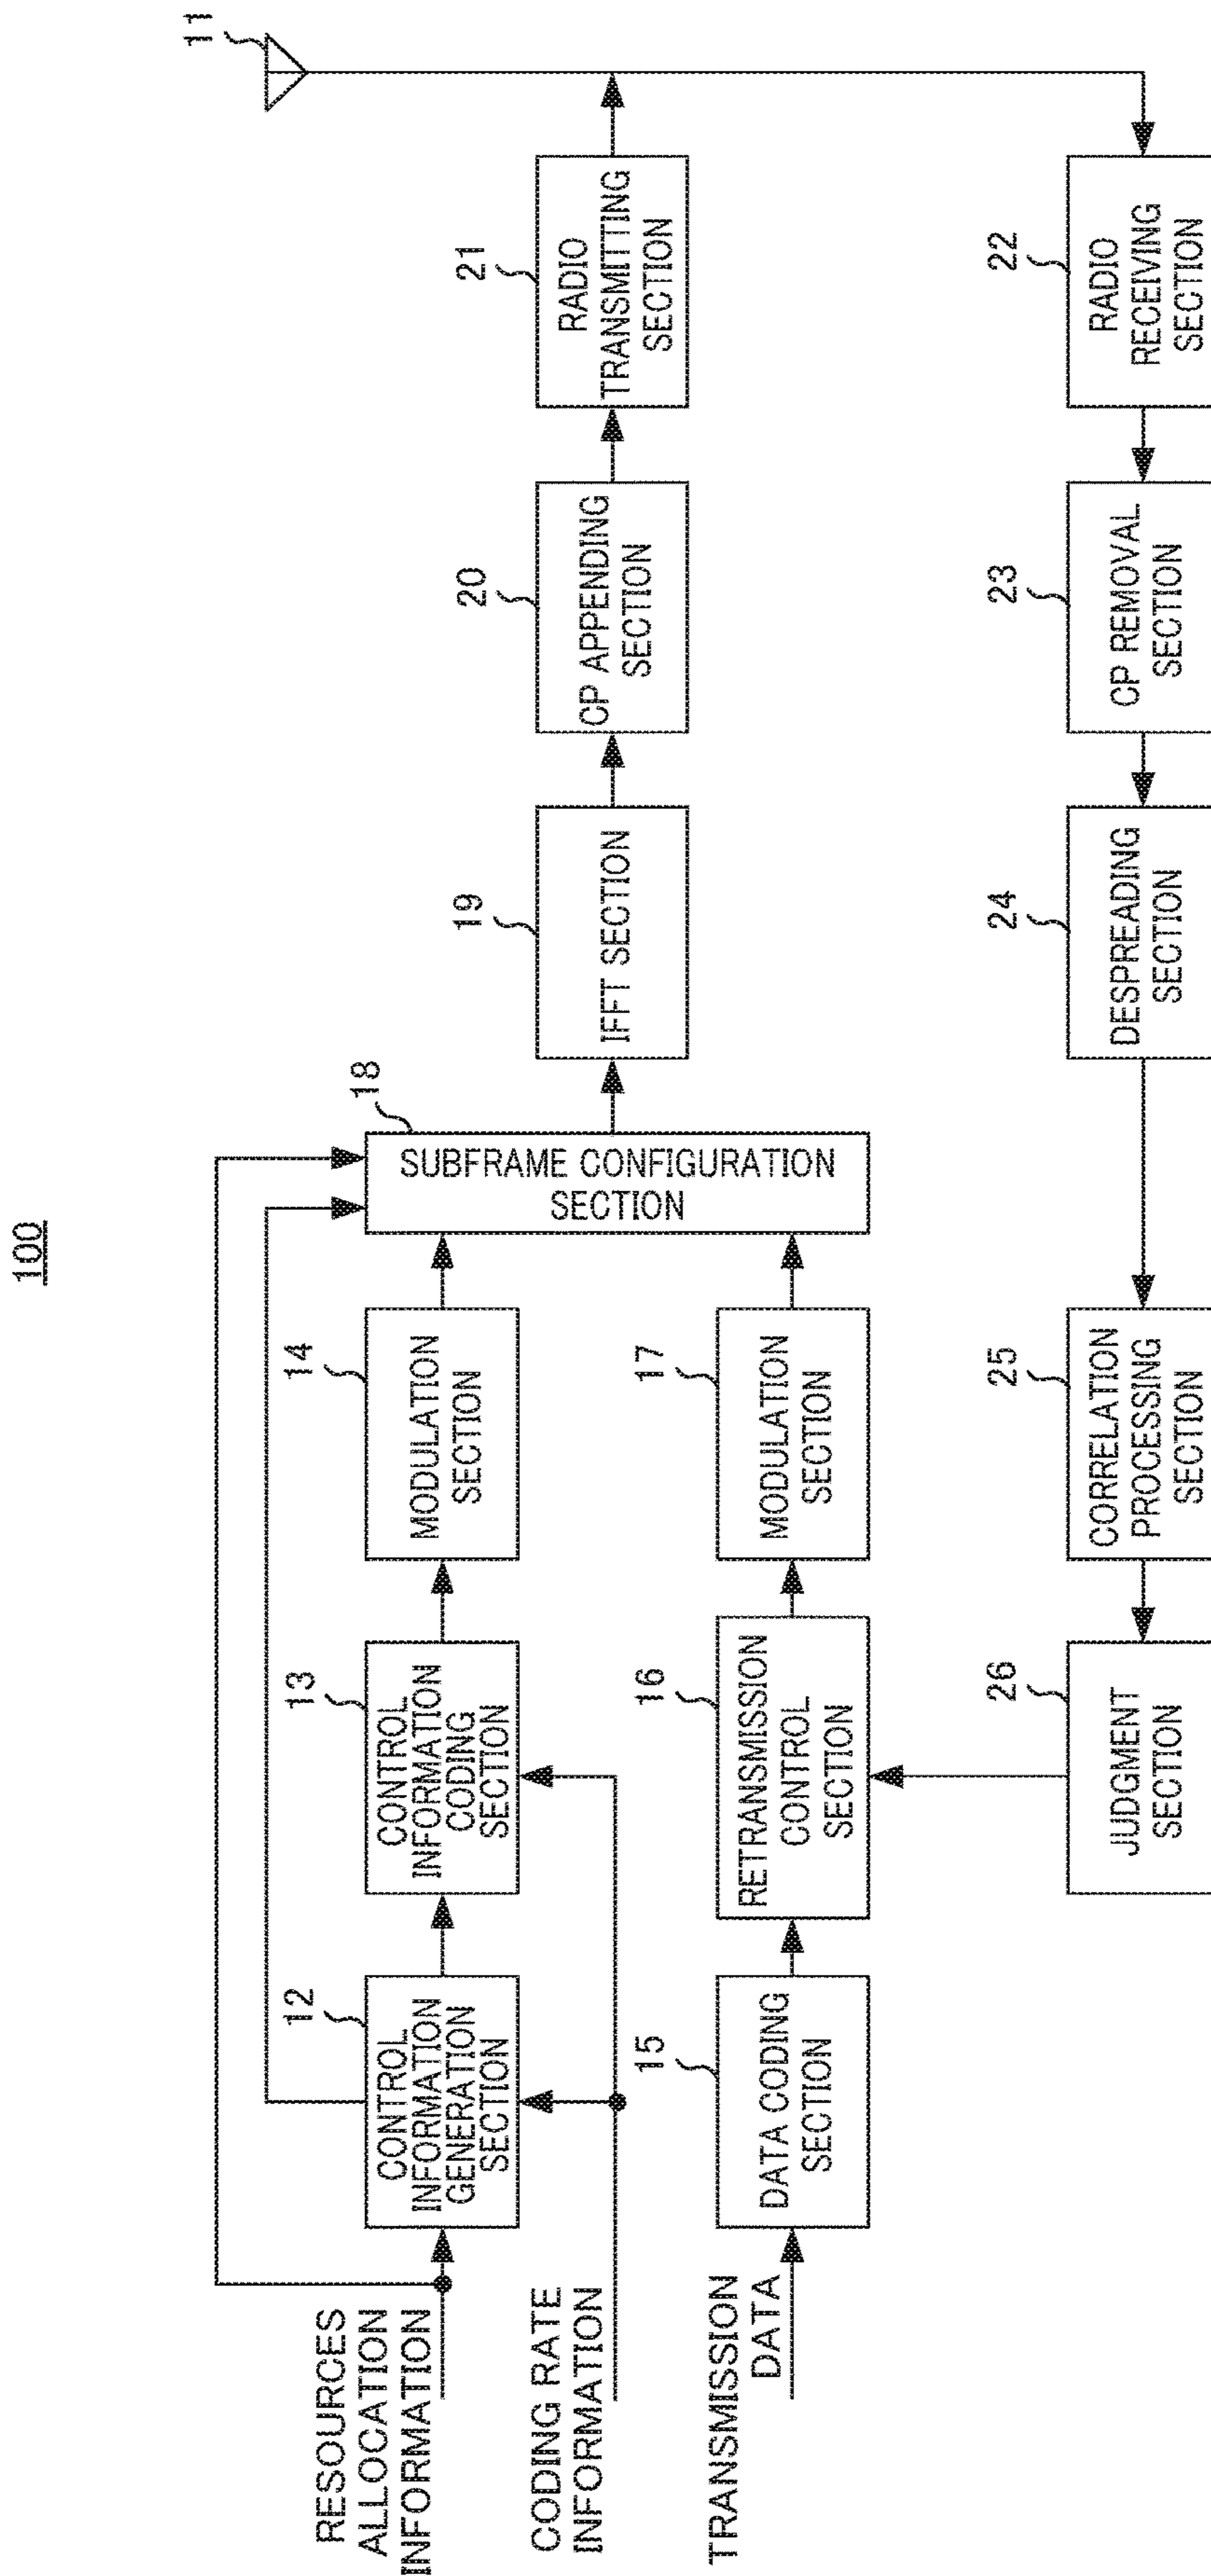 100
11
RESOURCES
ALLOCATION
INFORMATION
12
CONTROL
INFORMATION
GENERATION
SECTION
13
CONTROL
INFORMATION
CODING
SECTION
14
MODULATION
SECTION
18
SUBFRAME CONFIGURATION
SECTION
19
IFFT SECTION
20
CP APPENDING
SECTION
21
RADIO
TRANSMITTING
SECTION
CODING RATE
INFORMATION
TRANSMISSION
DATA
15
DATA CODING
SECTION
16
RETRANSMISSION
CONTROL
SECTION
17
MODULATION
SECTION
26
JUDGMENT
SECTION
25
CORRELATION
PROCESSING
SECTION
24
DESPREADING
SECTION
23
CP REMOVAL
SECTION
22
RADIO
RECEIVING
SECTION